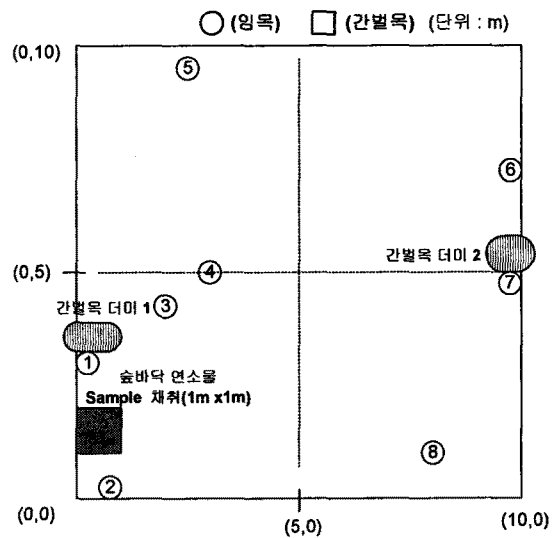 ○ (임목) □ (간벌목) (단위 : m)
(0,10)
⑤
⑥
간벌목 더미 2
(0,5)
④
⑦
간벌목 더미 1
③
①
숲바닥 연소물
Sample 채취(1m x1m)
⑧
②
(0,0)
(5,0)
(10,0)